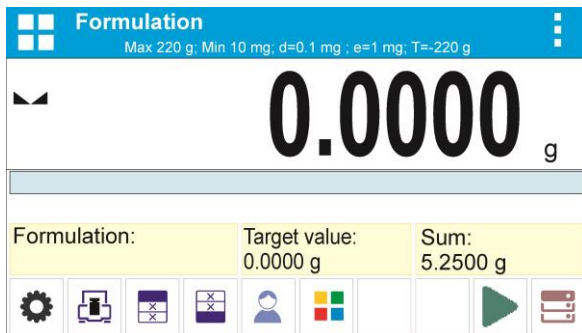 Formulation
Max 220 g; Min 10 mg; d=0.1 mg ; e=1 mg; T=-220 g
0.0000 g
Formulation:
Target value:
0.0000 g
Sum:
5.2500 g